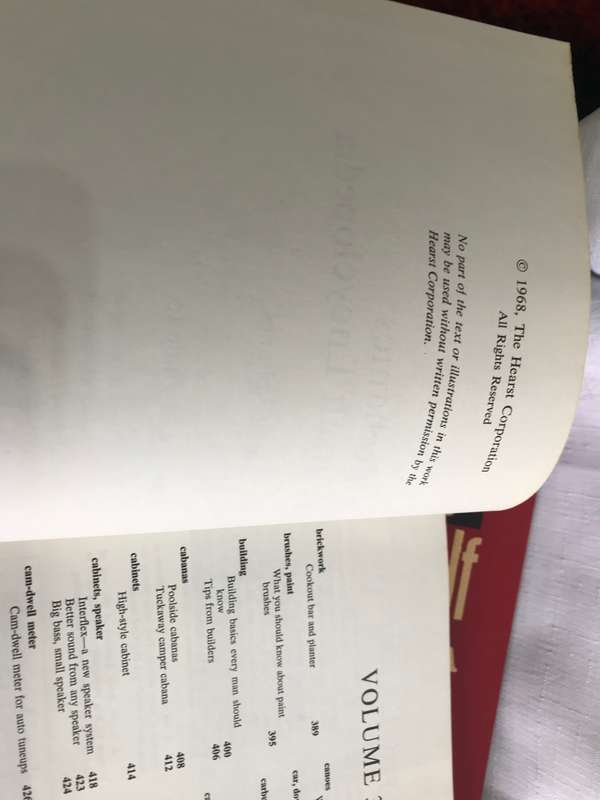 © 1968, The Hearst Corporation
All Rights Reserved
No part of the text or illustrations in this work
may be used without written permission by the
Hearst Corporation.
VOLUME
brickwork
Cookout bar and planter 389
brushes, paint
What you should know about paint
brushes 395
building
Building basics every man should
know 400
Tips from builders 406
cabanas
Poolside cabanas 408
Tuckaway camper cabana 412
cabinets
High-style cabinet 414
cabinets, speaker
Interflex—a new speaker system 418
Better sound from any speaker 423
Big bass, small speaker 424
cam-dwell meter
Cam-dwell meter for auto tuneups 426
canoes